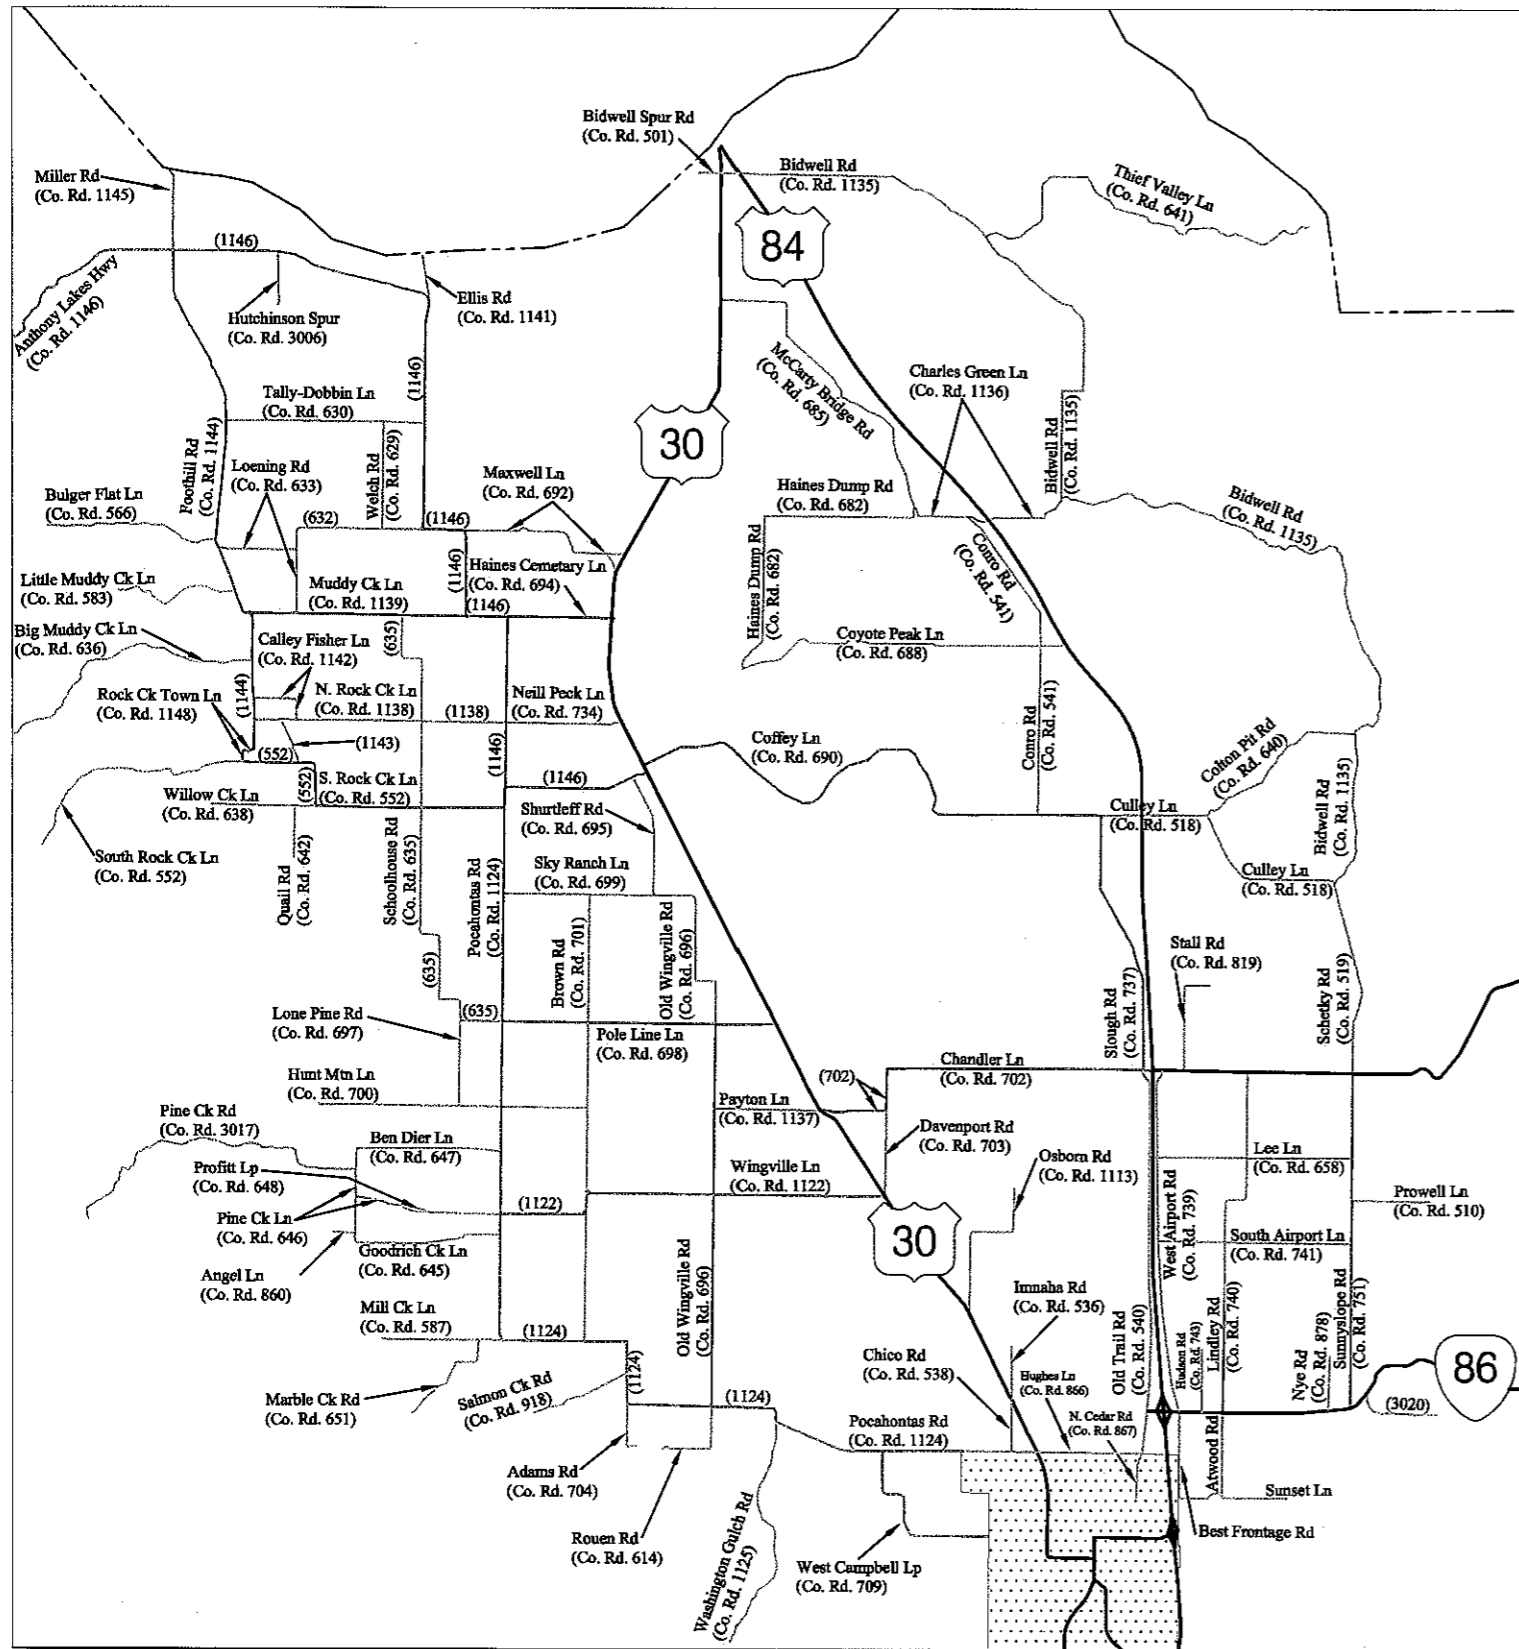 Bidwell Spur Rd
(Co. Rd. 501)
Bidwell Rd
(Co. Rd. 1135)
Thief Valley Ln
(Co. Rd. 641)
Miller Rd
(Co. Rd. 1145)
84
(1146)
Anthony Lakes Hwy
(Co. Rd. 1146)
Hutchinson Spur
(Co. Rd. 3006)
Ellis Rd
(Co. Rd. 1141)
(1146)
McCarty Bridge Rd
(Co. Rd. 685)
Charles Green Ln
(Co. Rd. 1136)
Tally-Dobbin Ln
(Co. Rd. 630)
30
Foothill Rd
(Co. Rd. 1144)
Welch Rd
(Co. Rd. 629)
Bidwell Rd
(Co. Rd. 1135)
Loening Rd
(Co. Rd. 633)
Maxwell Ln
(Co. Rd. 692)
Haines Dump Rd
(Co. Rd. 682)
Bulger Flat Ln
(Co. Rd. 566)
(632)
(1146)
Bidwell Rd
(Co. Rd. 1135)
Haines Dump Rd
(Co. Rd. 682)
Conro Rd
(Co. Rd. 541)
Little Muddy Ck Ln
(Co. Rd. 583)
Muddy Ck Ln
(Co. Rd. 1139)
(1146)
Haines Cemetary Ln
(Co. Rd. 694)
(1146)
Big Muddy Ck Ln
(Co. Rd. 636)
Calley Fisher Ln
(Co. Rd. 1142)
(635)
Coyote Peak Ln
(Co. Rd. 688)
Rock Ck Town Ln
(Co. Rd. 1148)
(1144)
N. Rock Ck Ln
(Co. Rd. 1138)
(1138)
Neill Peck Ln
(Co. Rd. 734)
Conro Rd
(Co. Rd. 541)
(552)
(1143)
(1146)
Coffey Ln
(Co. Rd. 690)
Colton Pit Rd
(Co. Rd. 640)
Willow Ck Ln
(Co. Rd. 638)
(552)
S. Rock Ck Ln
(Co. Rd. 552)
(1146)
Shurtleff Rd
(Co. Rd. 695)
Culley Ln
(Co. Rd. 518)
Bidwell Rd
(Co. Rd. 1135)
South Rock Ck Ln
(Co. Rd. 552)
Quail Rd
(Co. Rd. 642)
Schoolhouse Rd
(Co. Rd. 635)
Pocahontas Rd
(Co. Rd. 1124)
Sky Ranch Ln
(Co. Rd. 699)
Culley Ln
(Co. Rd. 518)
Brown Rd
(Co. Rd. 701)
Old Wingville Rd
(Co. Rd. 696)
Stall Rd
(Co. Rd. 819)
(635)
Slough Rd
(Co. Rd. 737)
Schetky Rd
(Co. Rd. 519)
Lone Pine Rd
(Co. Rd. 697)
(635)
Pole Line Ln
(Co. Rd. 698)
Hunt Mtn Ln
(Co. Rd. 700)
(702)
Chandler Ln
(Co. Rd. 702)
Pine Ck Rd
(Co. Rd. 3017)
Payton Ln
(Co. Rd. 1137)
Davenport Rd
(Co. Rd. 703)
Ben Dier Ln
(Co. Rd. 647)
Osborn Rd
(Co. Rd. 1113)
Lee Ln
(Co. Rd. 658)
Profitt Lp
(Co. Rd. 648)
Wingville Ln
(Co. Rd. 1122)
West Airport Rd
(Co. Rd. 739)
Prowell Ln
(Co. Rd. 510)
Pine Ck Ln
(Co. Rd. 646)
(1122)
30
South Airport Ln
(Co. Rd. 741)
Goodrich Ck Ln
(Co. Rd. 645)
Angel Ln
(Co. Rd. 860)
Old Wingville Rd
(Co. Rd. 696)
Imnaha Rd
(Co. Rd. 536)
Mill Ck Ln
(Co. Rd. 587)
(1124)
Old Trail Rd
(Co. Rd. 540)
Hudson Rd
(Co. Rd. 743)
Lindley Rd
(Co. Rd. 740)
Nye Rd
(Co. Rd. 878)
Sunnyslope Rd
(Co. Rd. 751)
86
Chico Rd
(Co. Rd. 538)
Hughes Ln
(Co. Rd. 866)
Marble Ck Rd
(Co. Rd. 651)
Salmon Ck Rd
(Co. Rd. 918)
(1124)
(1124)
(3020)
Pocahontas Rd
(Co. Rd. 1124)
N. Cedar Rd
(Co. Rd. 867)
Atwood Rd
Adams Rd
(Co. Rd. 704)
Sunset Ln
Rouen Rd
(Co. Rd. 614)
Washington Gulch Rd
(Co. Rd. 1125)
West Campbell Lp
(Co. Rd. 709)
Best Frontage Rd